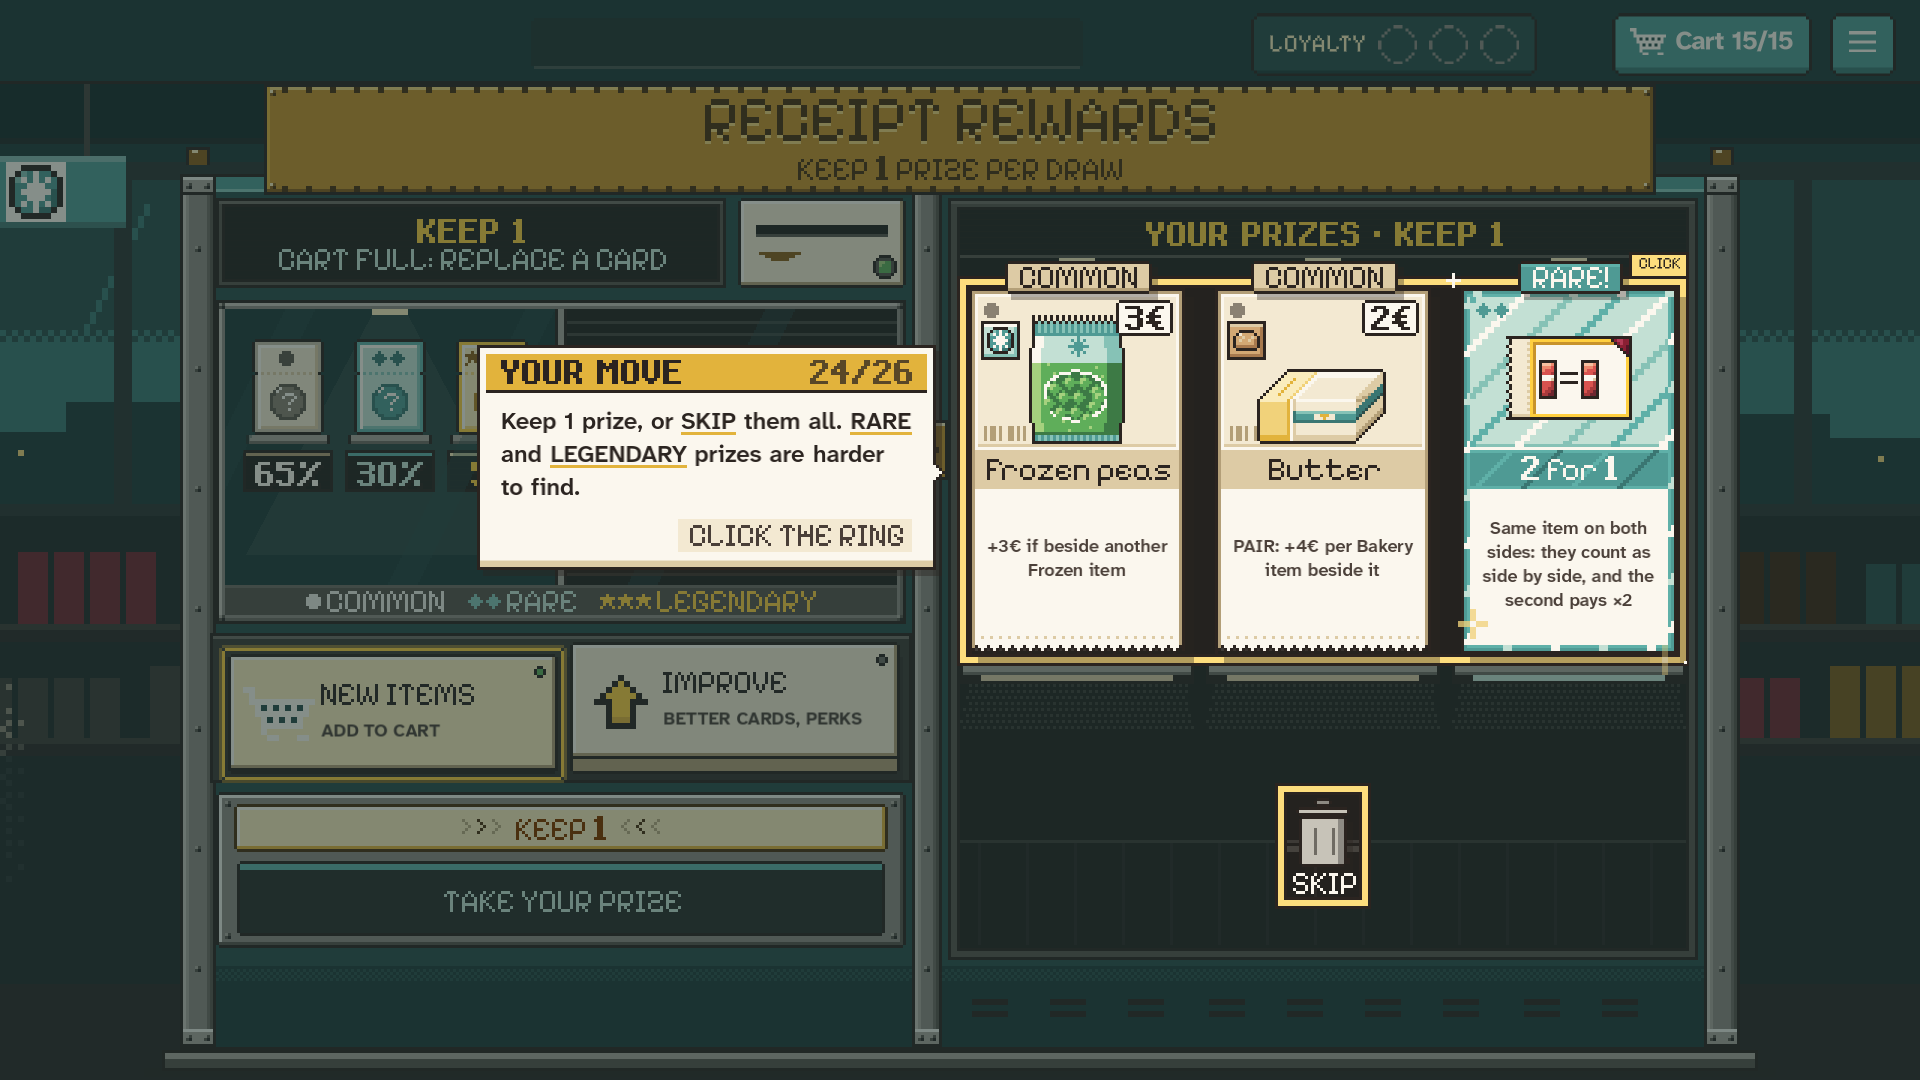 LOYALTY
Cart 15/15
RECEIPT REWARDS
KEEP 1 PRIZE PER DRAW
KEEP 1
CART FULL: REPLACE A CARD
YOUR PRIZES · KEEP 1
CLICK
COMMON
COMMON
RARE!
3€
2€
Frozen peas
Butter
2 for 1
+3€ if beside another
Frozen item
PAIR: +4€ per Bakery
item beside it
Same item on both
sides: they count as
side by side, and the
second pays ×2
YOUR MOVE 24/26
Keep 1 prize, or SKIP them all. RARE
and LEGENDARY prizes are harder
to find.
CLICK THE RING
65%
30%
COMMON RARE LEGENDARY
NEW ITEMS
ADD TO CART
IMPROVE
BETTER CARDS, PERKS
>>> KEEP 1 <<<
TAKE YOUR PRIZE
SKIP